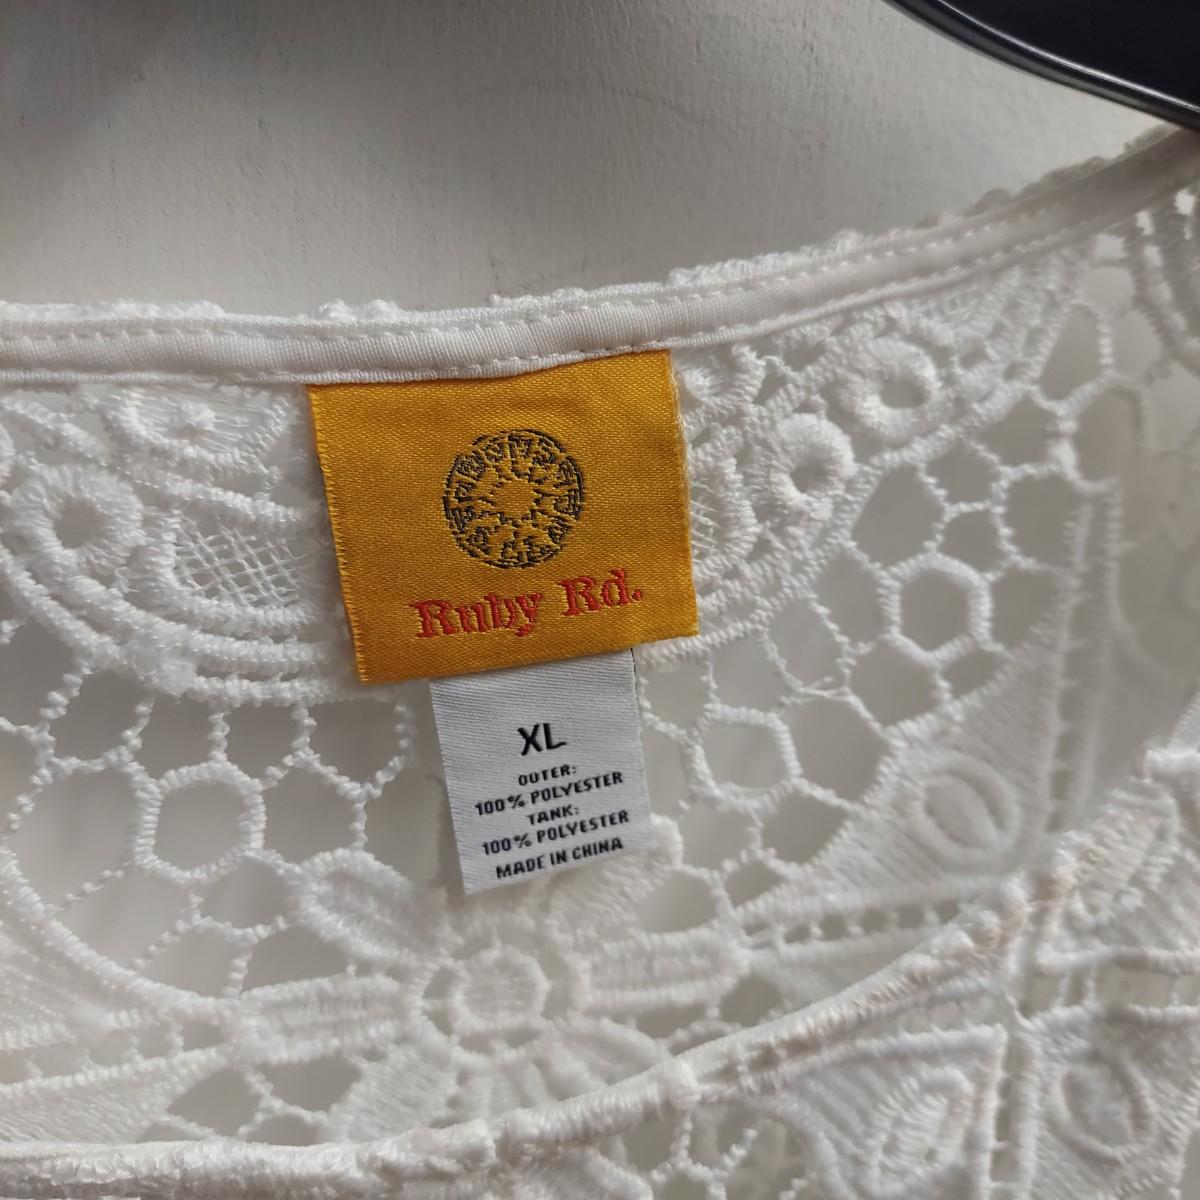 Ruby Rd.
XL
OUTER:
100% POLYESTER
TANK:
100% POLYESTER
MADE IN CHINA